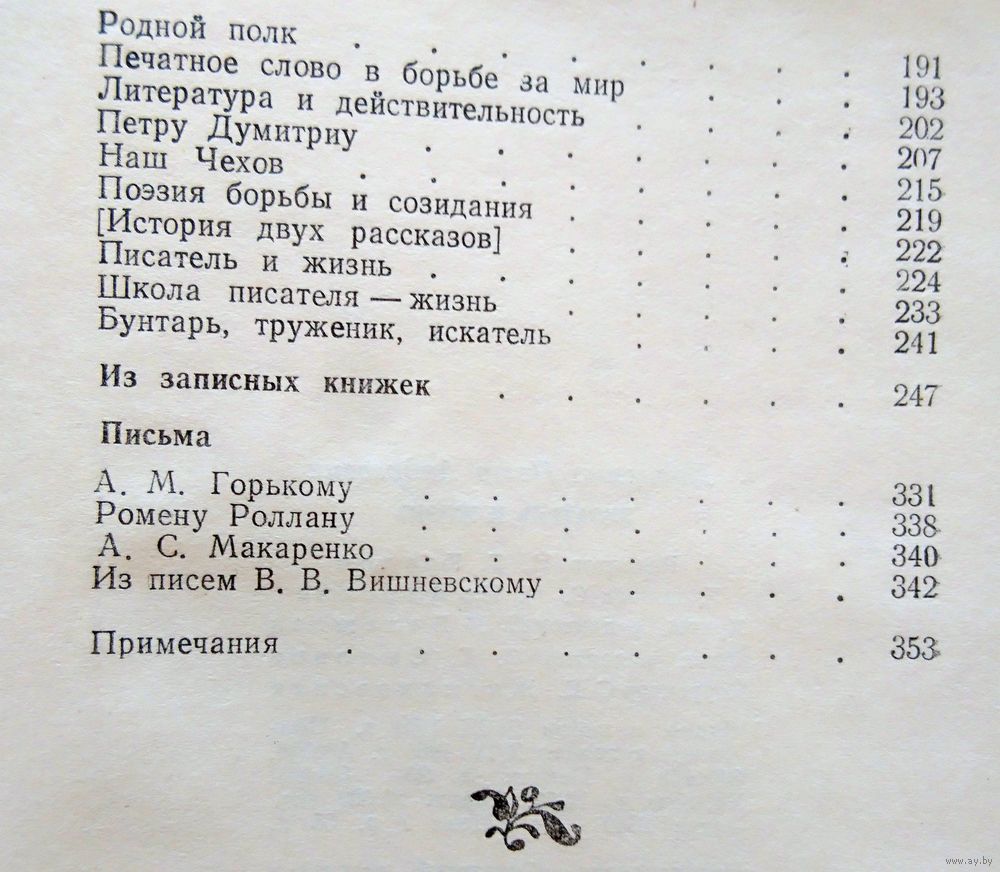 Родной полк . . . . . . . . 191
Печатное слово в борьбе за мир . . . 193
Литература и действительность . . . . 202
Петру Думитриу . . . . . . . 207
Наш Чехов . . . . . . . . 215
Поэзия борьбы и созидания . . . . . 219
[История двух рассказов] . . . . . 222
Писатель и жизнь . . . . . . . 224
Школа писателя — жизнь . . . . . 233
Бунтарь, труженик, искатель . . . . 241
Из записных книжек . . . . . . 247
Письма
А. М. Горькому . . . . . . . 331
Ромену Роллану . . . . . . . 338
А. С. Макаренко . . . . . . . 340
Из писем В. В. Вишневскому . . . . . 342
Примечания . . . . . . . . 353
www.ay.by